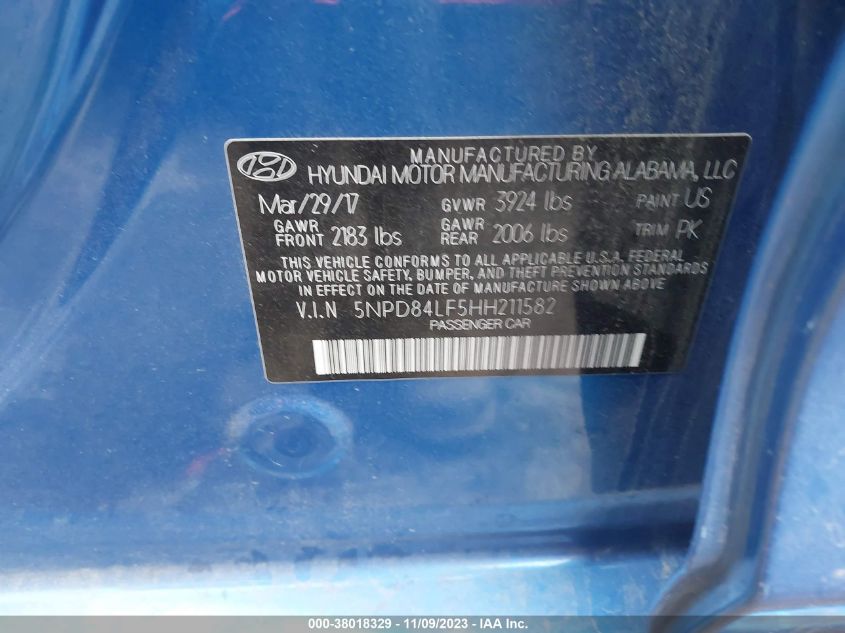 MANUFACTURED BY
HYUNDAI MOTOR MANUFACTURING ALABAMA, LLC
Mar/29/17 GVWR 3924 lbs PAINT US
GAWR FRONT 2183 lbs GAWR REAR 2006 lbs TRIM PK
THIS VEHICLE CONFORMS TO ALL APPLICABLE U.S.A. FEDERAL
MOTOR VEHICLE SAFETY, BUMPER, AND THEFT PREVENTION STANDARDS
IN EFFECT ON THE DATE OF MANUFACTURE SHOWN ABOVE.
V.I.N 5NPD84LF5HH211582
PASSENGER CAR
000-38018329 - 11/09/2023 - IAA Inc.